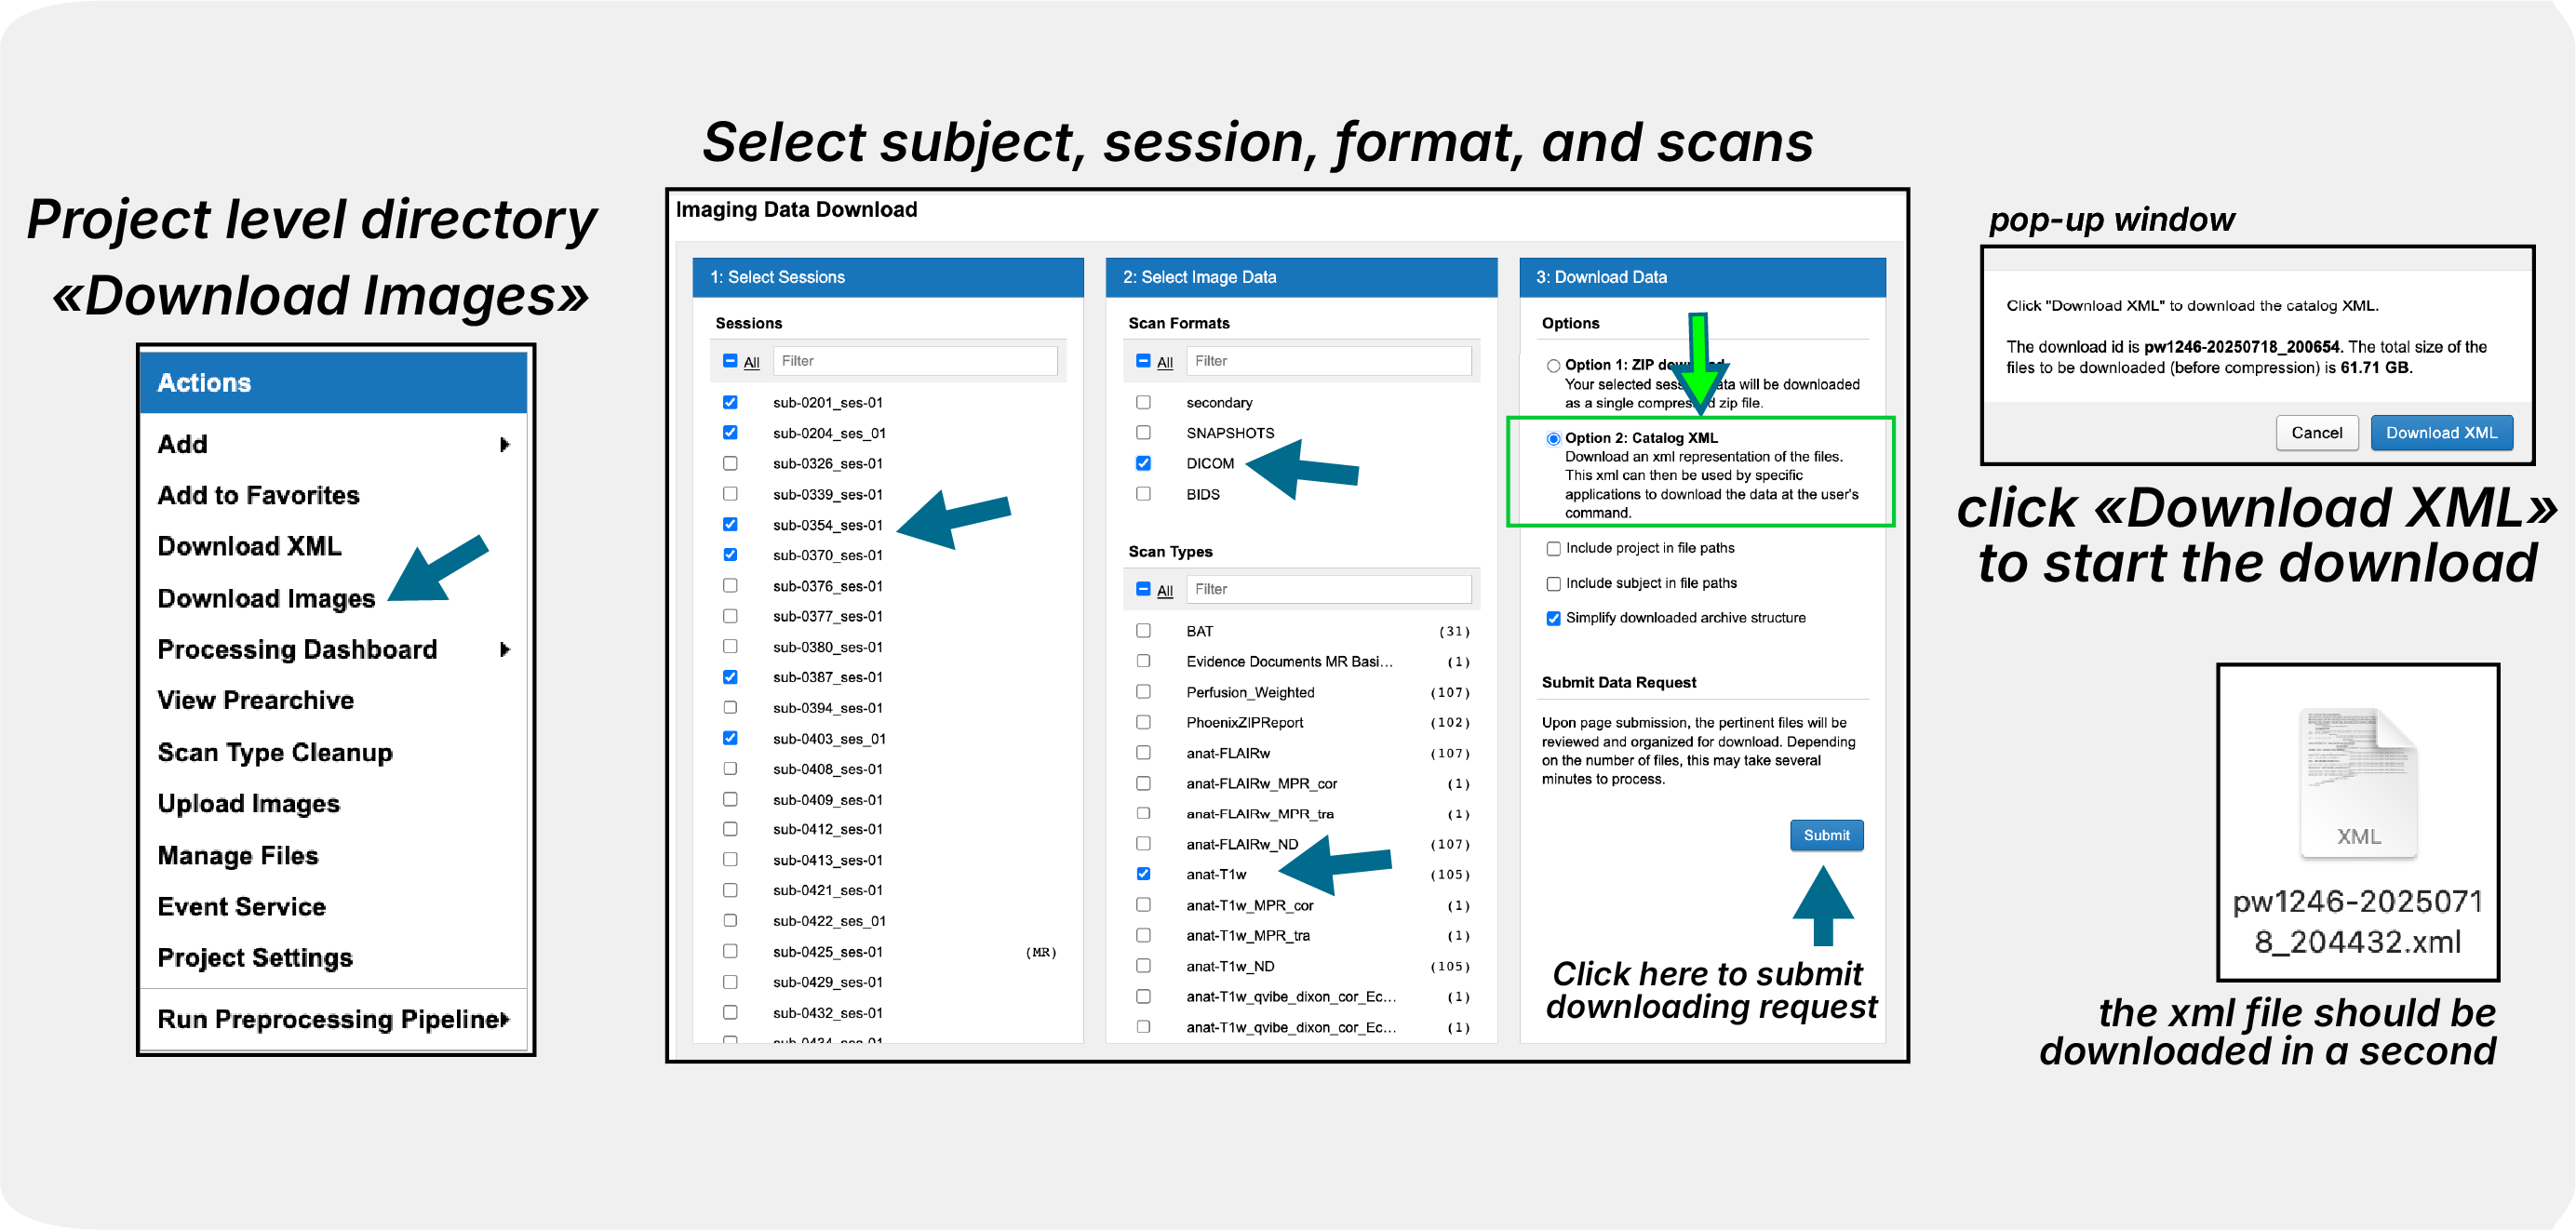 Project level directory
«Download Images»
Actions
Add
Add to Favorites
Download XML
Download Images
Processing Dashboard
View Prearchive
Scan Type Cleanup
Upload Images
Manage Files
Event Service
Project Settings
Run Preprocessing Pipeline
Select subject, session, format, and scans
Imaging Data Download
1: Select Sessions
Sessions
All Filter
sub-0201_ses-01
sub-0204_ses_01
sub-0326_ses-01
sub-0339_ses-01
sub-0354_ses-01
sub-0370_ses-01
sub-0376_ses-01
sub-0377_ses-01
sub-0380_ses-01
sub-0387_ses-01
sub-0394_ses-01
sub-0403_ses_01
sub-0408_ses-01
sub-0409_ses-01
sub-0412_ses-01
sub-0413_ses-01
sub-0421_ses-01
sub-0422_ses_01
sub-0425_ses-01 (MR)
sub-0429_ses-01
sub-0432_ses-01
2: Select Image Data
Scan Formats
All Filter
secondary
SNAPSHOTS
DICOM
BIDS
Scan Types
All Filter
BAT (31)
Evidence Documents MR Basi... (1)
Perfusion_Weighted (107)
PhoenixZIPReport (102)
anat-FLAIRw (107)
anat-FLAIRw_MPR_cor (1)
anat-FLAIRw_MPR_tra (1)
anat-FLAIRw_ND (107)
anat-T1w (105)
anat-T1w_MPR_cor (1)
anat-T1w_MPR_tra (1)
anat-T1w_ND (105)
anat-T1w_qvibe_dixon_cor_Ec... (1)
anat-T1w_qvibe_dixon_cor_Ec... (1)
3: Download Data
Options
Option 1: ZIP download
Your selected session data will be downloaded
as a single compressed zip file.
Option 2: Catalog XML
Download an xml representation of the files.
This xml can then be used by specific
applications to download the data at the user's
command.
Include project in file paths
Include subject in file paths
Simplify downloaded archive structure
Submit Data Request
Upon page submission, the pertinent files will be
reviewed and organized for download. Depending
on the number of files, this may take several
minutes to process.
Submit
Click here to submit
downloading request
pop-up window
Click "Download XML" to download the catalog XML.
The download id is pw1246-20250718_200654. The total size of the
files to be downloaded (before compression) is 61.71 GB.
Cancel Download XML
click «Download XML»
to start the download
XML
pw1246-2025071
8_204432.xml
the xml file should be
downloaded in a second